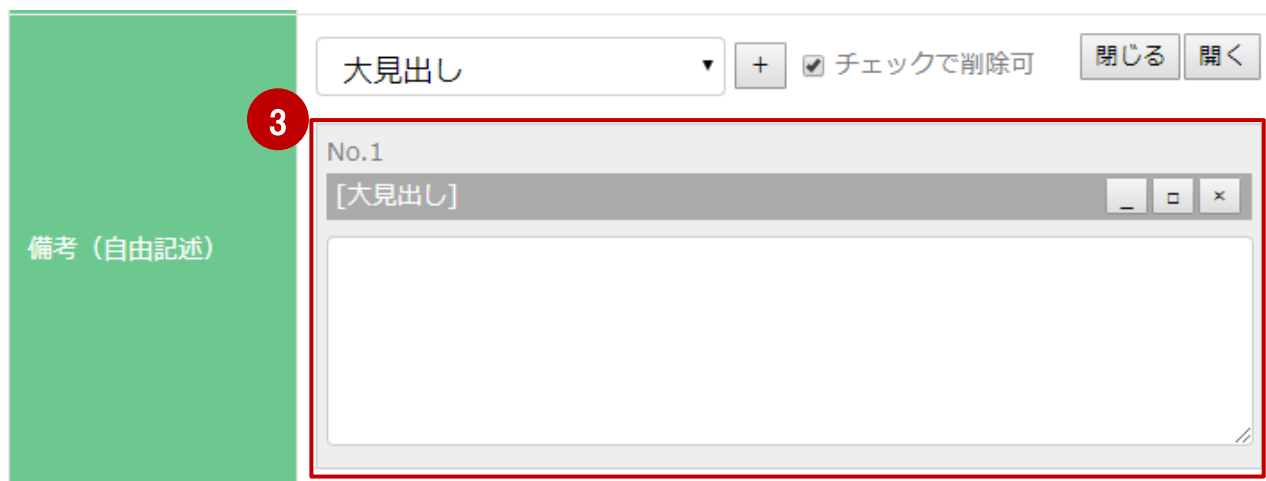 大見出し + チェックで削除可 閉じる 開く
3
No.1
[大見出し] _ □ ×
備考（自由記述）